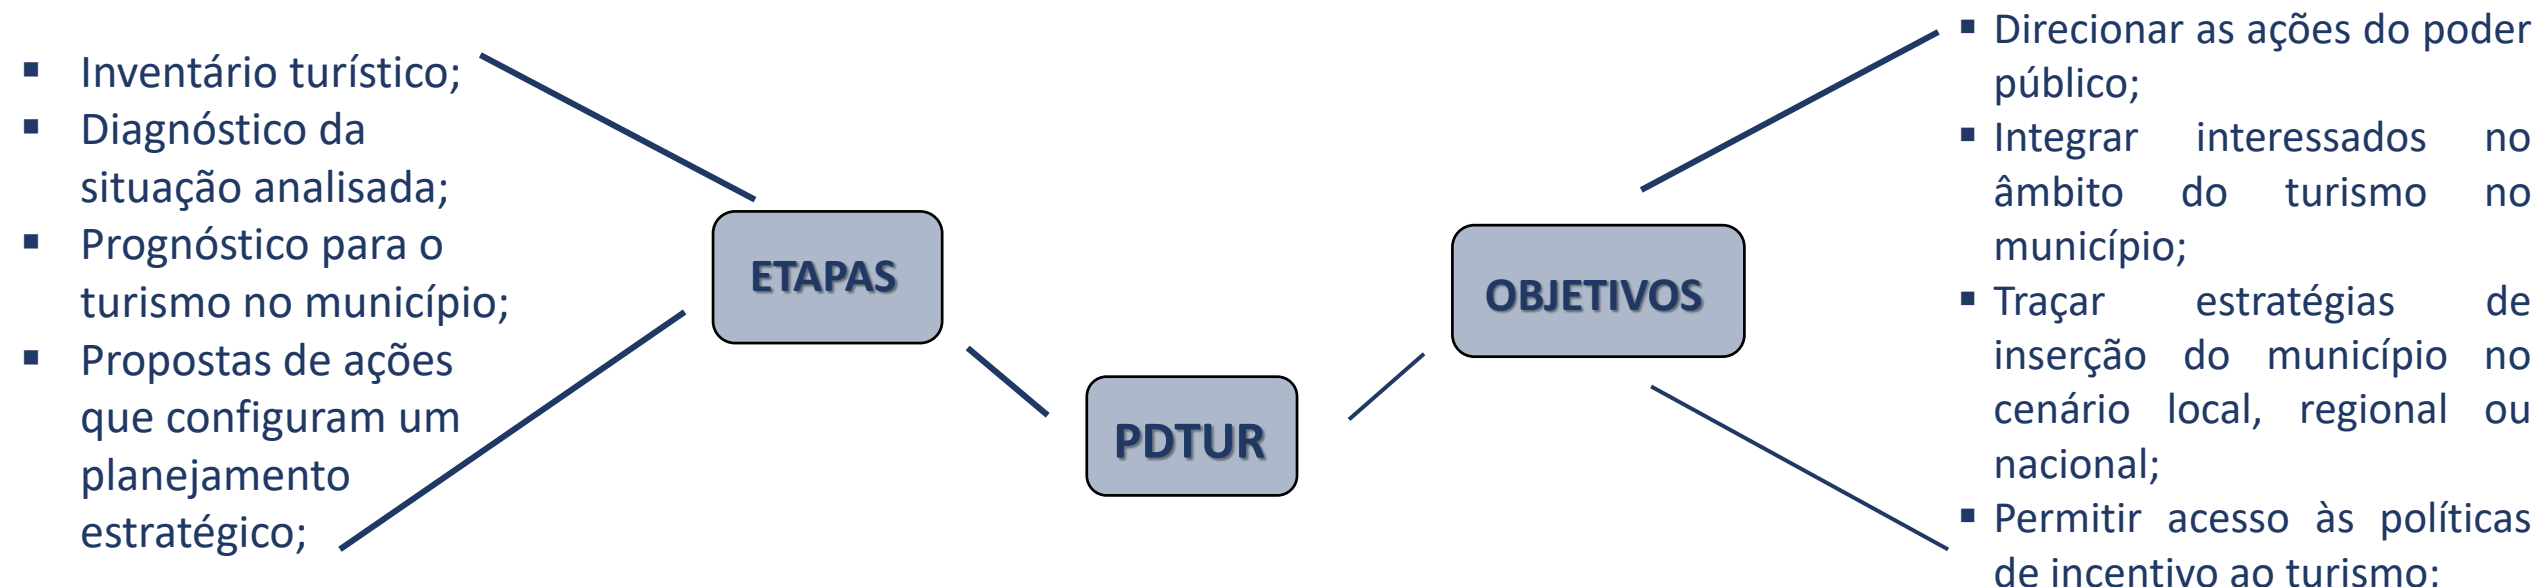 ▪ Inventário turístico;
▪ Diagnóstico da
situação analisada;
▪ Prognóstico para o
turismo no município;
▪ Propostas de ações
que configuram um
planejamento
estratégico;
ETAPAS
PDTUR
OBJETIVOS
▪ Direcionar as ações do poder
público;
▪ Integrar interessados no
âmbito do turismo no
município;
▪ Traçar estratégias de
inserção do município no
cenário local, regional ou
nacional;
▪ Permitir acesso às políticas
de incentivo ao turismo;